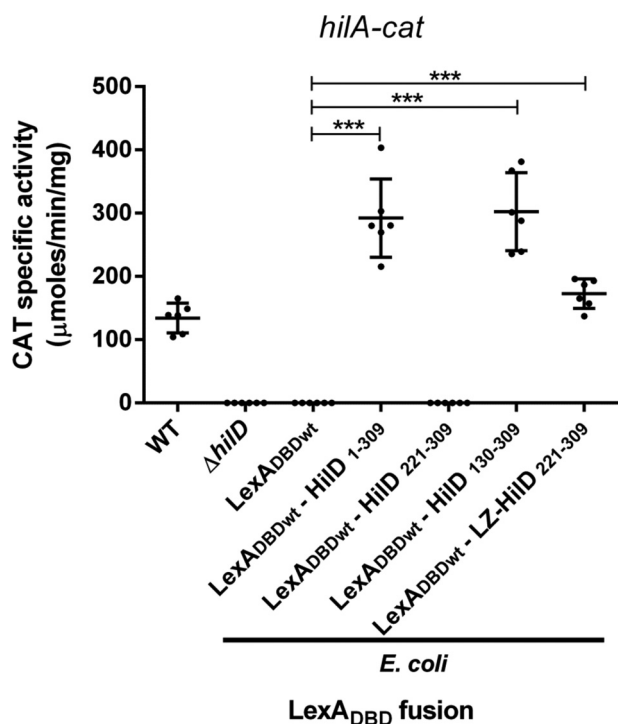 hilA-cat
***
***
***
CAT specific activity
(μmoles/min/mg)
500
400
300
200
100
0
WT
ΔhilD
LexADBDwt
LexADBDwt - HilD 1-309
LexADBDwt - HilD 221-309
LexADBDwt - HilD 130-309
LexADBDwt - LZ-HilD 221-309
E. coli
LexADBD fusion